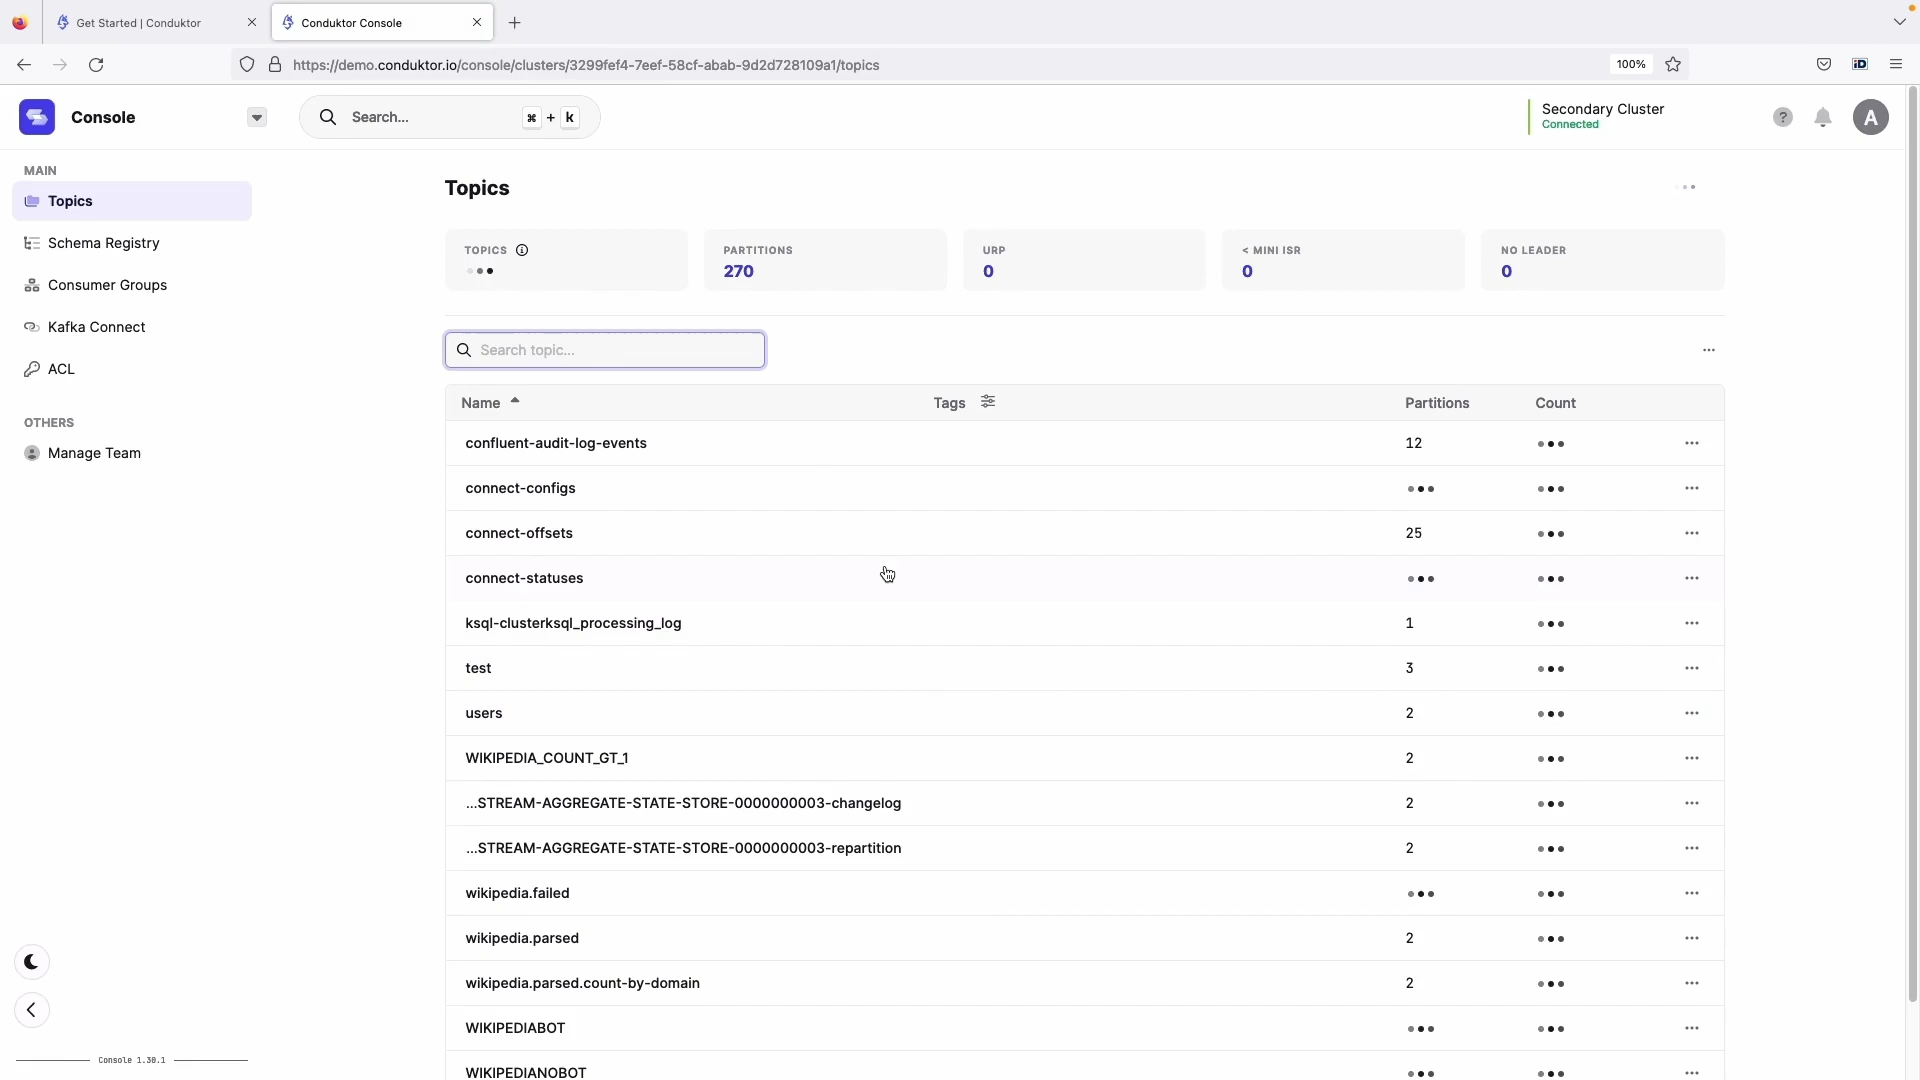 Get Started | Conduktor
Conduktor Console
https://demo.conduktor.io/console/clusters/3299fef4-7eef-58cf-abab-9d2d728109a1/topics
100%
iD
Console
Search...
⌘ + k
Secondary Cluster
Connected
?
A
MAIN
Topics
Schema Registry
Consumer Groups
Kafka Connect
ACL
OTHERS
Manage Team
Console 1.30.1
Topics
TOPICS
PARTITIONS
270
URP
0
< MINI ISR
0
NO LEADER
0
Search topic...
Name Tags Partitions Count
confluent-audit-log-events 12
connect-configs
connect-offsets 25
connect-statuses
ksql-clusterksql_processing_log 1
test 3
users 2
WIKIPEDIA_COUNT_GT_1 2
...STREAM-AGGREGATE-STATE-STORE-0000000003-changelog 2
...STREAM-AGGREGATE-STATE-STORE-0000000003-repartition 2
wikipedia.failed
wikipedia.parsed 2
wikipedia.parsed.count-by-domain 2
WIKIPEDIABOT
WIKIPEDIANOBOT